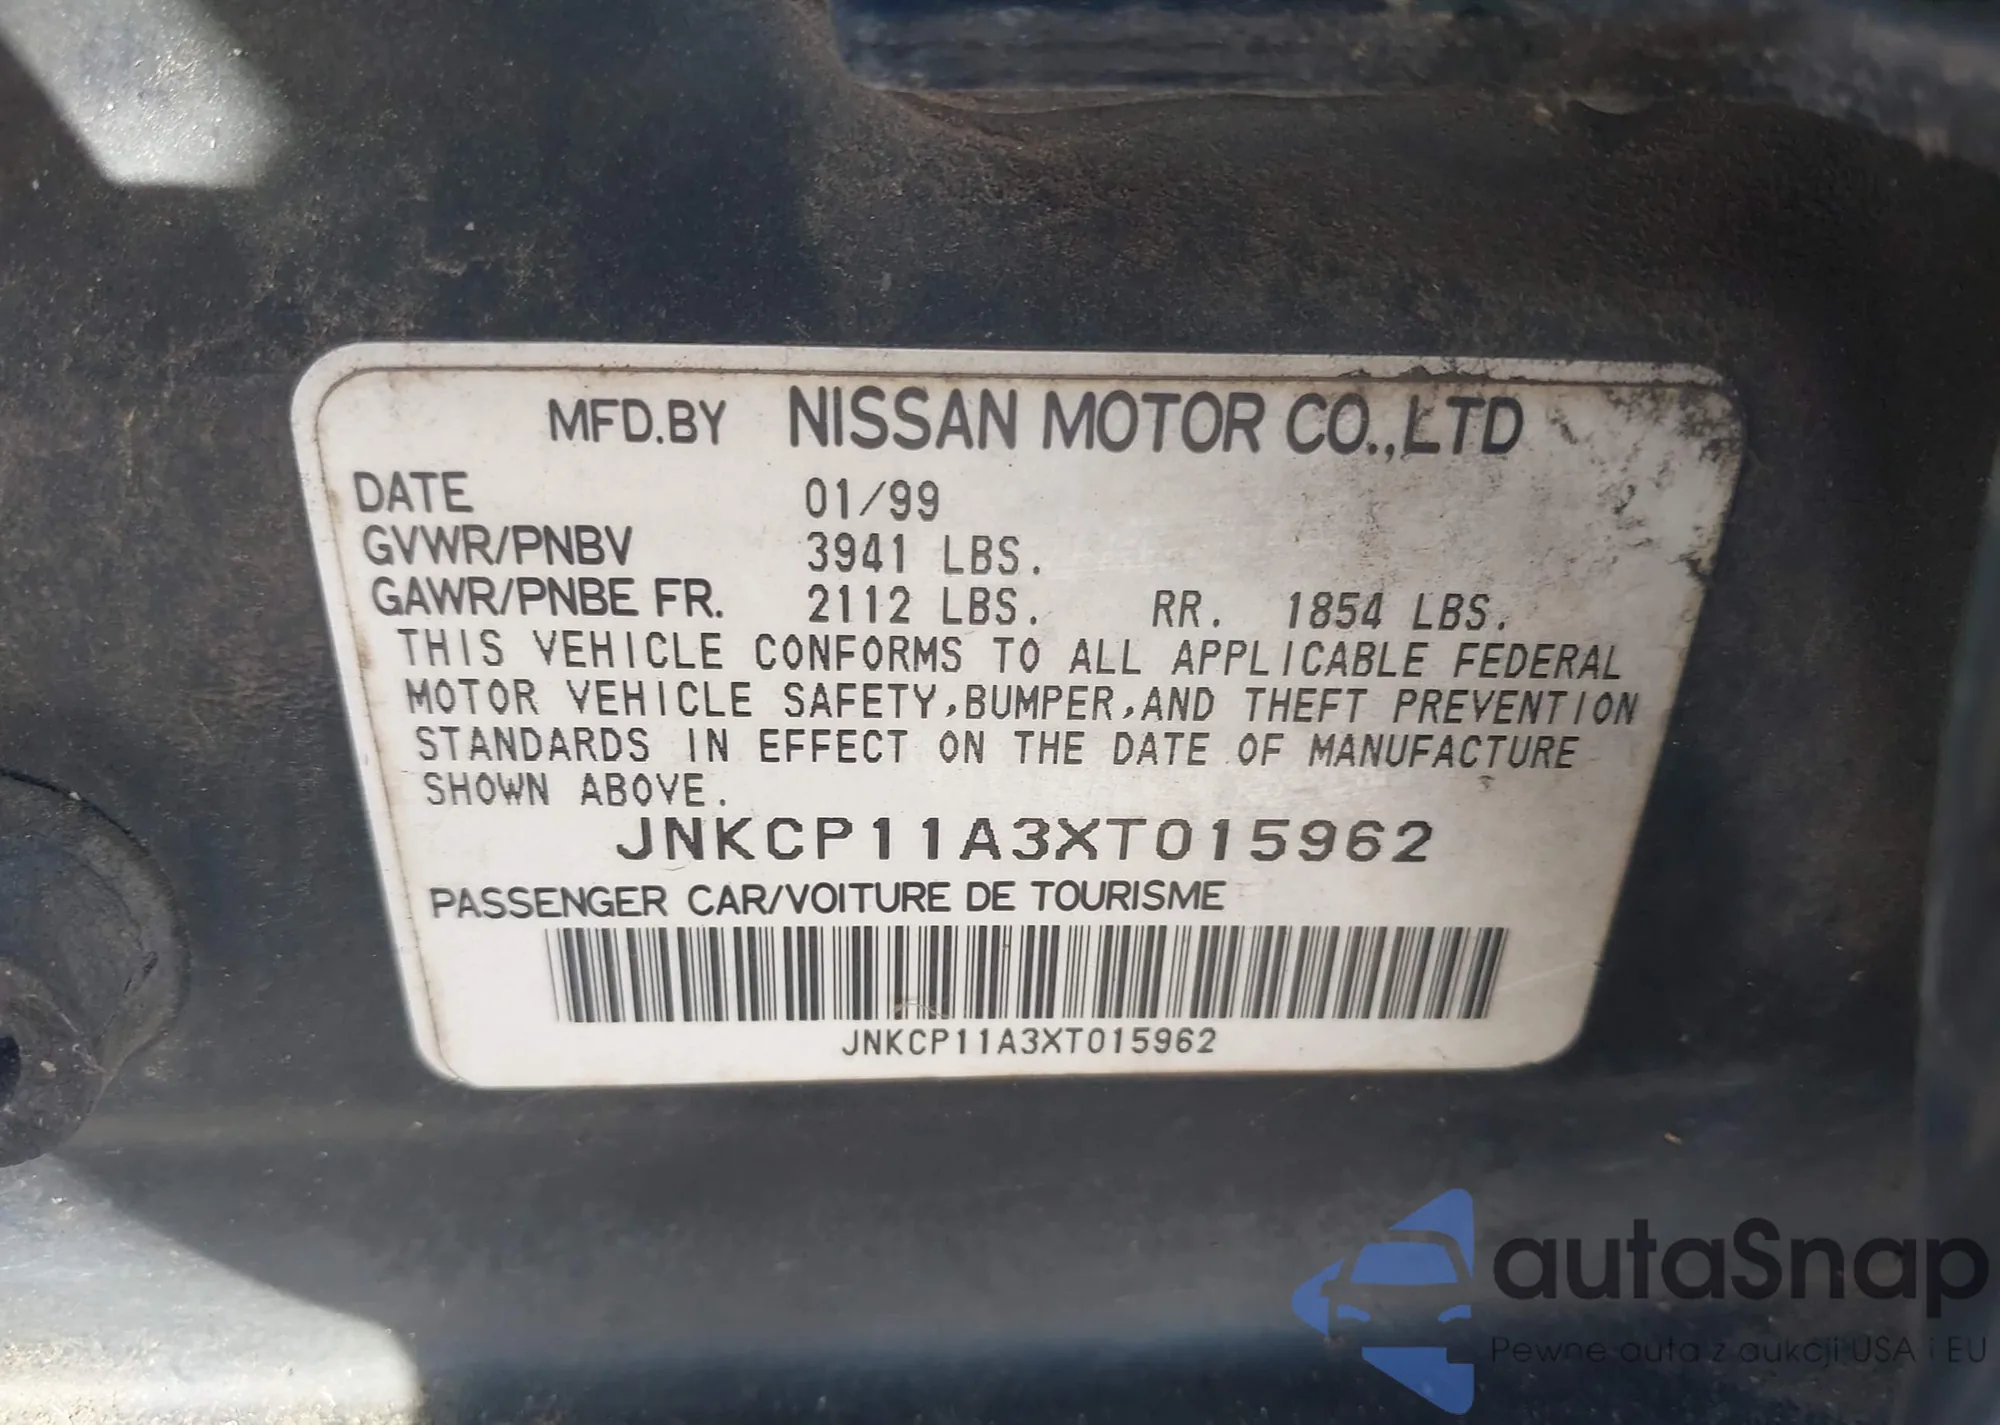 MFD.BY NISSAN MOTOR CO.,LTD
DATE 01/99
GVWR/PNBV 3941 LBS.
GAWR/PNBE FR. 2112 LBS. RR. 1854 LBS.
THIS VEHICLE CONFORMS TO ALL APPLICABLE FEDERAL
MOTOR VEHICLE SAFETY,BUMPER,AND THEFT PREVENTION
STANDARDS IN EFFECT ON THE DATE OF MANUFACTURE
SHOWN ABOVE.
JNKCP11A3XT015962
PASSENGER CAR/VOITURE DE TOURISME
JNKCP11A3XT015962
autaSnap
Pewne auta z aukcji USA i EU